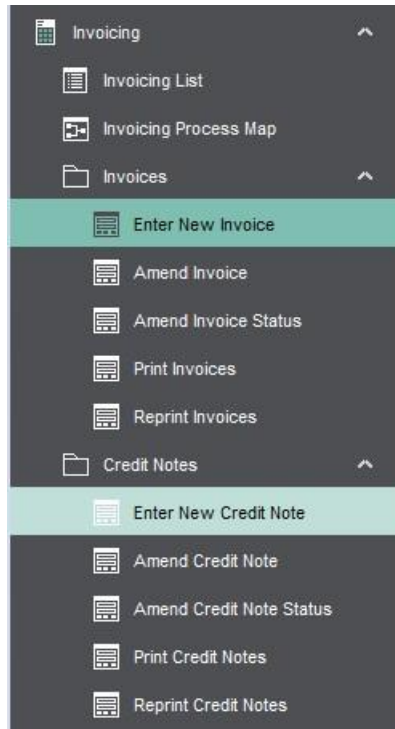 Invoicing
Invoicing List
Invoicing Process Map
Invoices
Enter New Invoice
Amend Invoice
Amend Invoice Status
Print Invoices
Reprint Invoices
Credit Notes
Enter New Credit Note
Amend Credit Note
Amend Credit Note Status
Print Credit Notes
Reprint Credit Notes